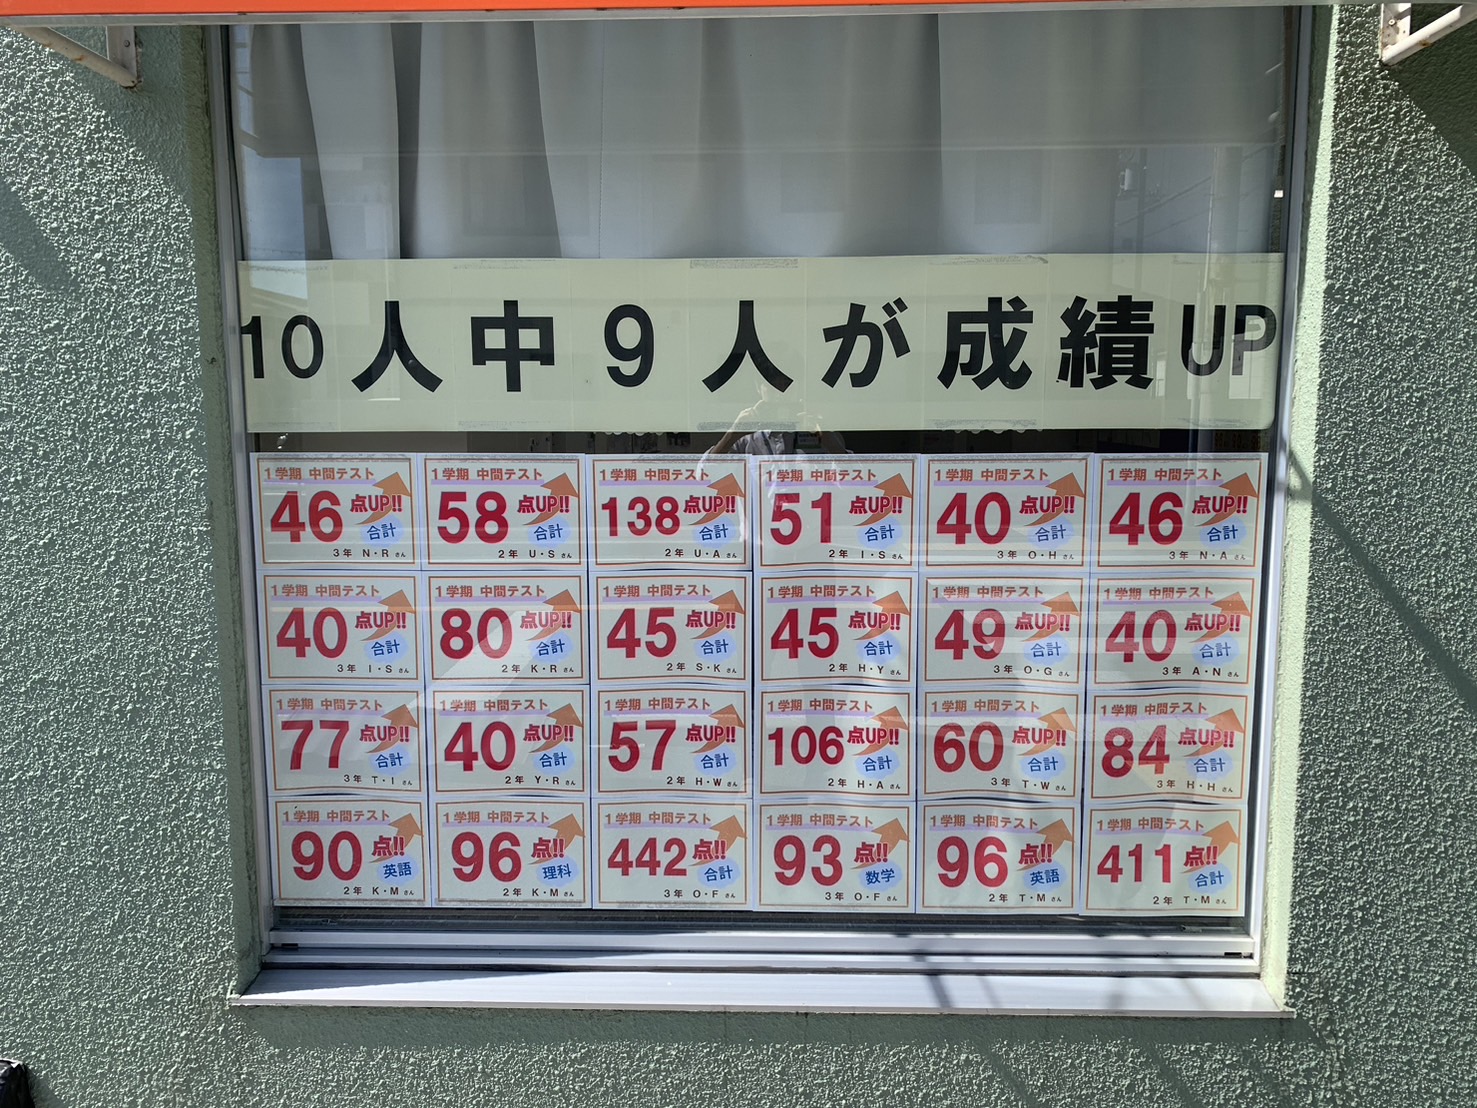 10人中9人が成績UP
1学期 中間テスト
46点UP!!
合計
3年 N・R さん
1学期 中間テスト
58点UP!!
合計
2年 U・S さん
1学期 中間テスト
138点UP!!
合計
2年 U・A さん
1学期 中間テスト
51点UP!!
合計
2年 I・S さん
1学期 中間テスト
40点UP!!
合計
3年 O・H さん
1学期 中間テスト
46点UP!!
合計
3年 N・A さん
1学期 中間テスト
40点UP!!
合計
3年 I・S さん
1学期 中間テスト
80点UP!!
合計
2年 K・R さん
1学期 中間テスト
45点UP!!
合計
2年 S・K さん
1学期 中間テスト
45点UP!!
合計
2年 H・Y さん
1学期 中間テスト
49点UP!!
合計
3年 O・G さん
1学期 中間テスト
40点UP!!
合計
3年 A・N さん
1学期 中間テスト
77点UP!!
合計
3年 T・I さん
1学期 中間テスト
40点UP!!
合計
2年 Y・R さん
1学期 中間テスト
57点UP!!
合計
2年 H・W さん
1学期 中間テスト
106点UP!!
合計
2年 H・A さん
1学期 中間テスト
60点UP!!
合計
3年 T・W さん
1学期 中間テスト
84点UP!!
合計
3年 H・H さん
1学期 中間テスト
90点!!
英語
2年 K・M さん
1学期 中間テスト
96点!!
理科
2年 K・M さん
1学期 中間テスト
442点!!
合計
3年 O・F さん
1学期 中間テスト
93点!!
数学
3年 O・F さん
1学期 中間テスト
96点!!
英語
2年 T・M さん
1学期 中間テスト
411点!!
合計
2年 T・M さん